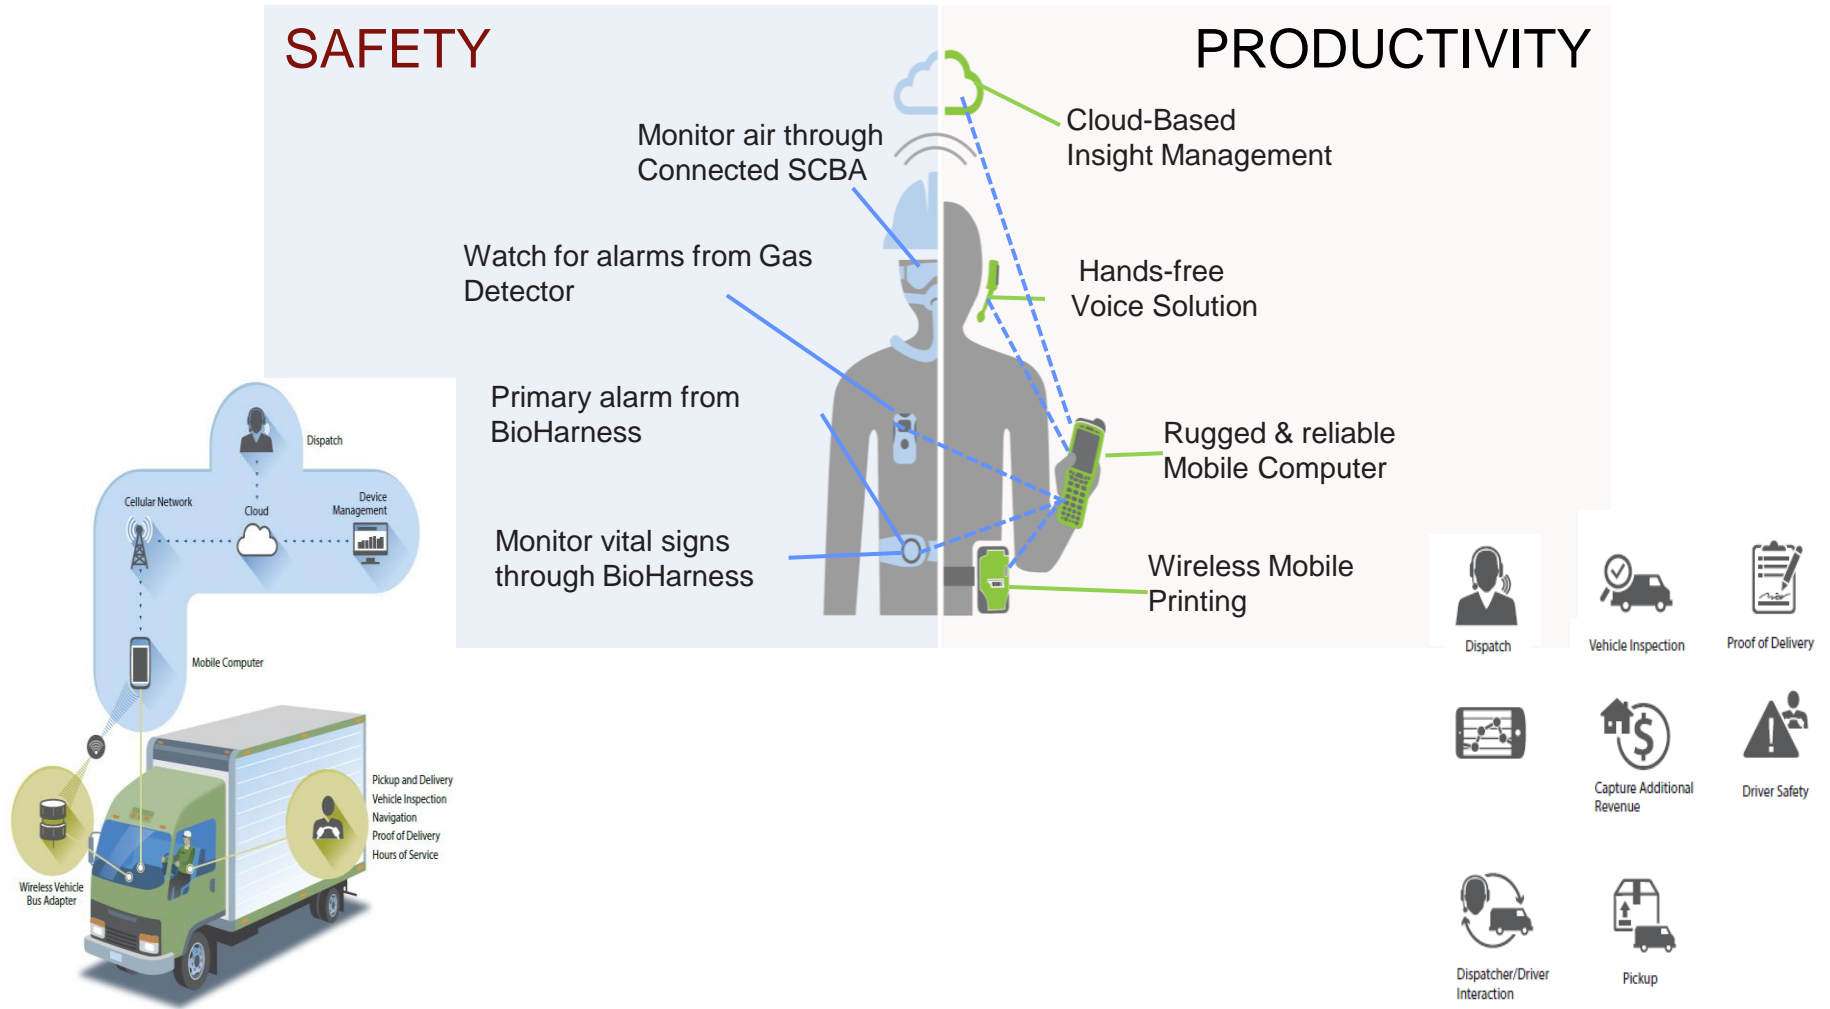 SAFETY
PRODUCTIVITY
Monitor air through
Connected SCBA
Cloud-Based
Insight Management
Watch for alarms from Gas
Detector
Hands-free
Voice Solution
Primary alarm from
BioHarness
Rugged & reliable
Mobile Computer
Monitor vital signs
through BioHarness
Wireless Mobile
Printing
Dispatch
Cellular Network
Cloud
Device
Management
Mobile Computer
Pickup and Delivery
Vehicle Inspection
Navigation
Proof of Delivery
Hours of Service
Wireless Vehicle
Bus Adapter
Dispatch
Vehicle Inspection
Proof of Delivery
Capture Additional
Revenue
Driver Safety
Dispatcher/Driver
Interaction
Pickup